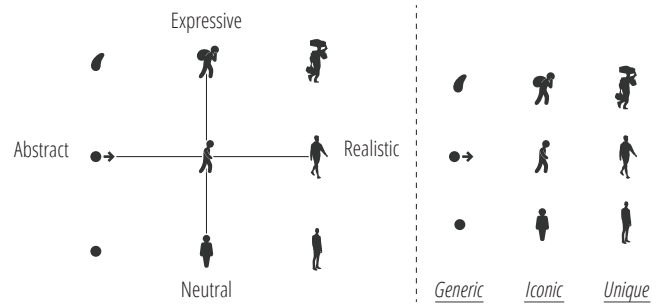 Expressive
Abstract
Realistic
Neutral
Generic
Iconic
Unique